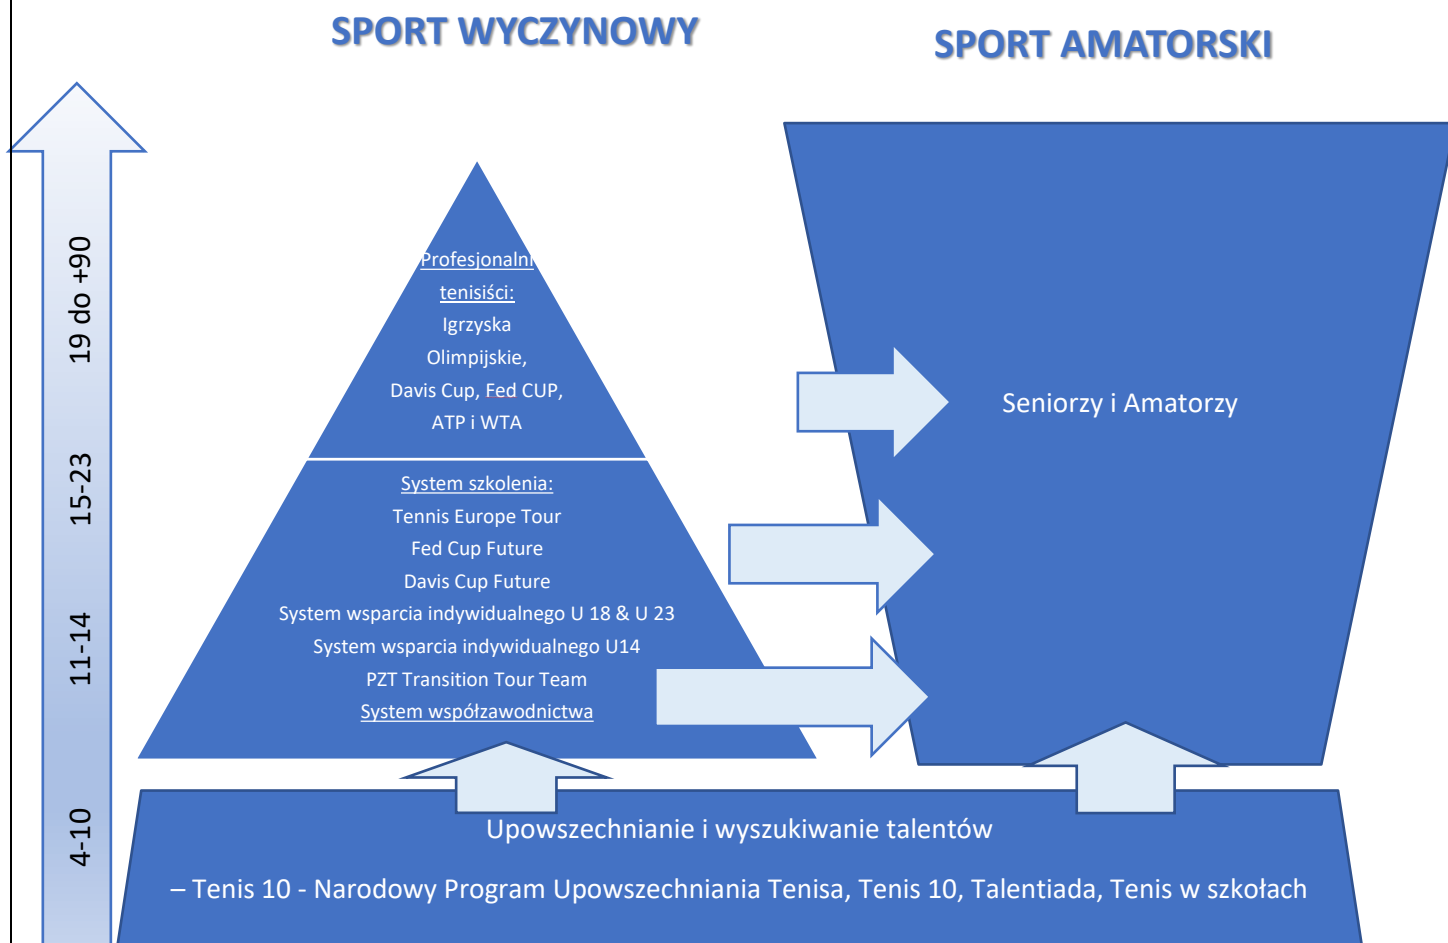 SPORT WYCZYNOWY
SPORT AMATORSKI
19 do +90
15-23
11-14
4-10
Profesjonalni
tenisiści:
Igrzyska
Olimpijskie,
Davis Cup, Fed CUP,
ATP i WTA
System szkolenia:
Tennis Europe Tour
Fed Cup Future
Davis Cup Future
System wsparcia indywidualnego U 18 & U 23
System wsparcia indywidualnego U14
PZT Transition Tour Team
System współzawodnictwa
Seniorzy i Amatorzy
Upowszechnianie i wyszukiwanie talentów
– Tenis 10 - Narodowy Program Upowszechniania Tenisa, Tenis 10, Talentiada, Tenis w szkołach